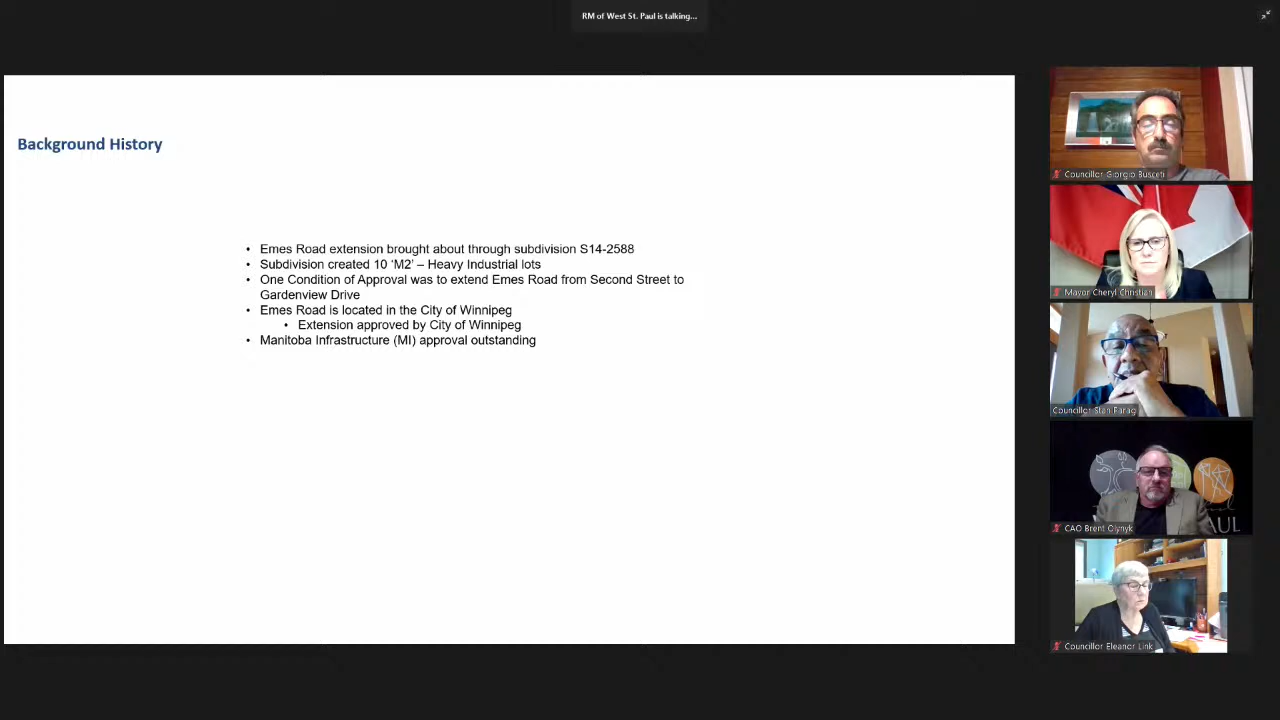 RM of West St. Paul is talking...
Background History
• Emes Road extension brought about through subdivision S14-2588
• Subdivision created 10 ‘M2’ – Heavy Industrial lots
• One Condition of Approval was to extend Emes Road from Second Street to
Gardenview Drive
• Emes Road is located in the City of Winnipeg
• Extension approved by City of Winnipeg
• Manitoba Infrastructure (MI) approval outstanding
Councillor Giorgio Busceti
Mayor Cheryl Christian
Councillor Stan Parag
AUL
CAO Brent Olynyk
Councillor Eleanor Link